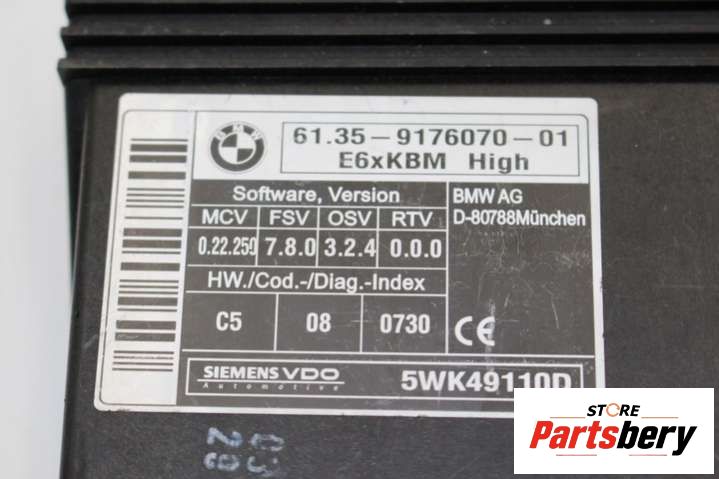 BMW
61.35-9176070-01
E6xKBM High
Software, Version
MCV FSV OSV RTV
0.22.250 7.8.0 3.2.4 0.0.0
HW./Cod.-/Diag.-Index
C5 08 0730
BMW AG
D-80788München
CE
SIEMENS VDO
Automotive
5WK49110D
STORE
Partsbery